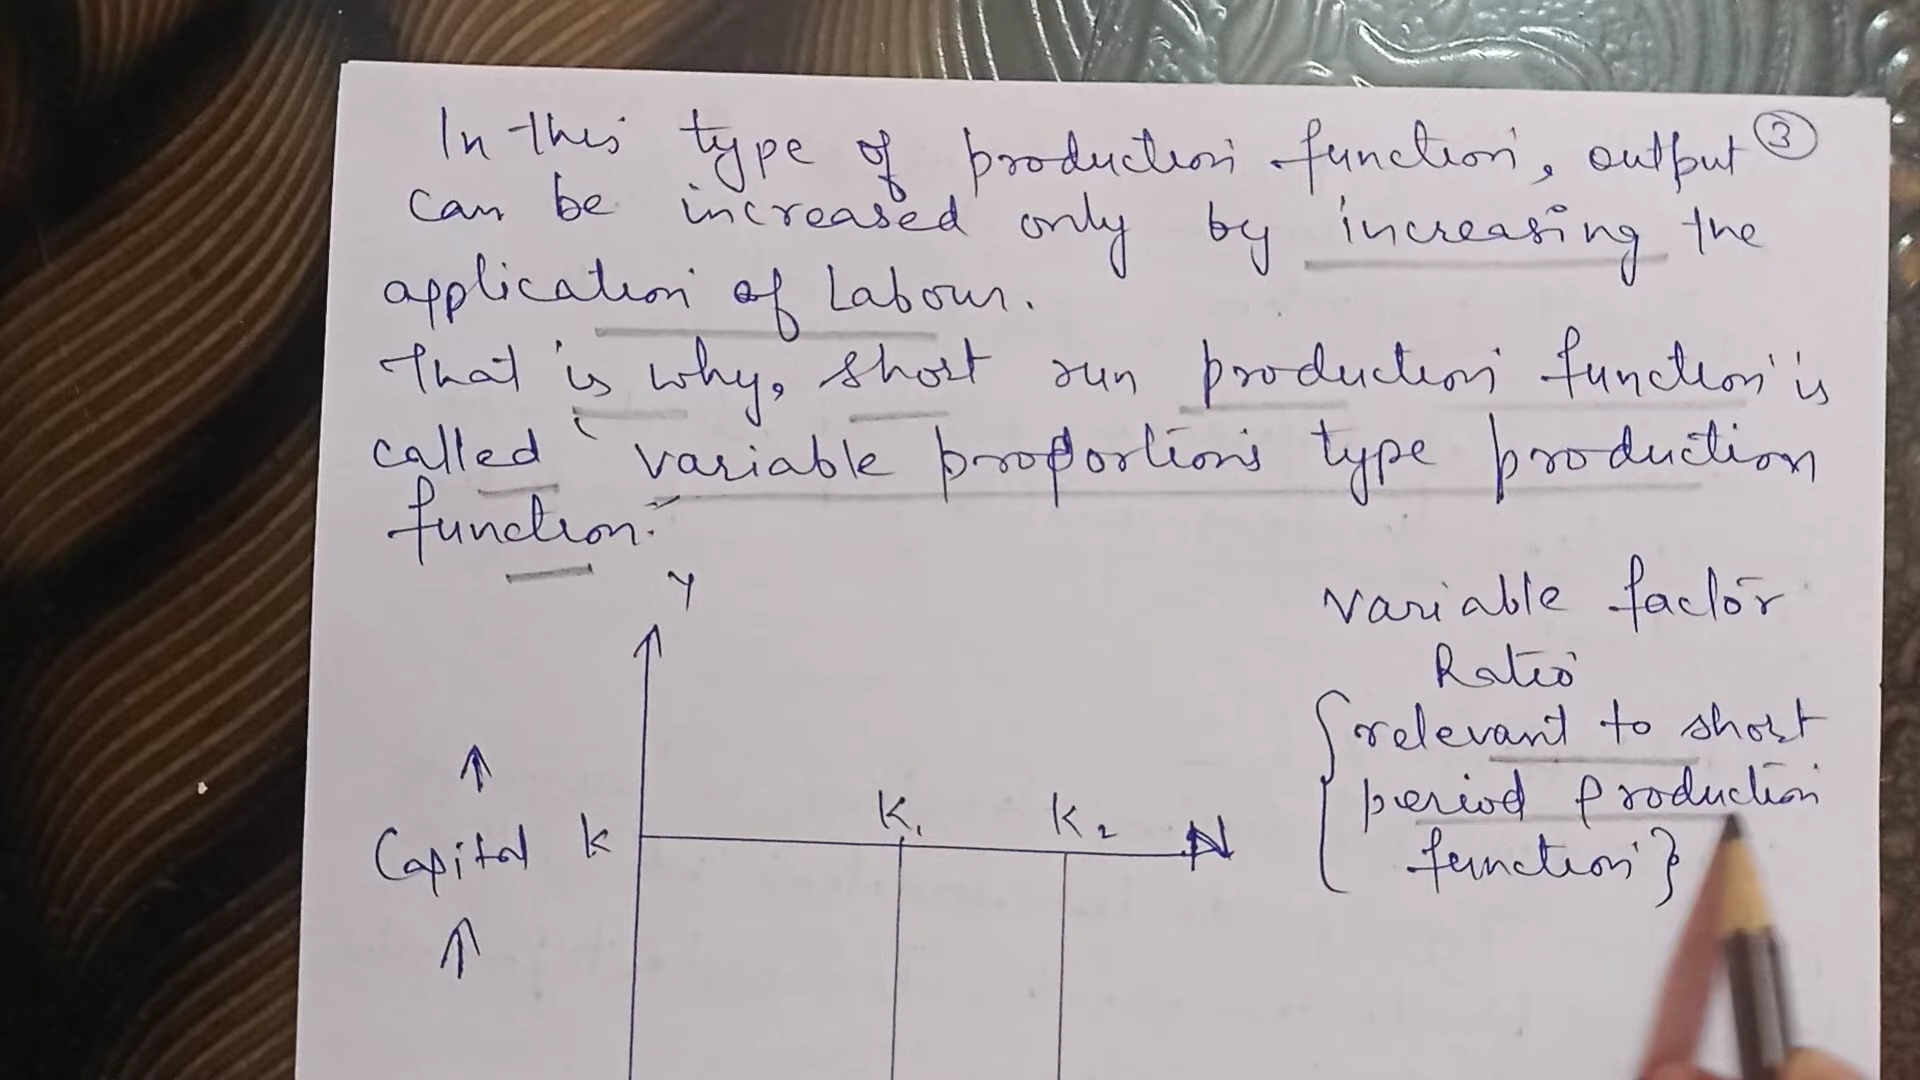 In this type of production function, output ③
can be increased only by increasing the
application of Labour.
That is why, short run production function is
called ‘variable proportions type production
function.’
Y
Variable factor
Ratio
{relevant to short
period production
function}
K₁ K₂ N
Capital K